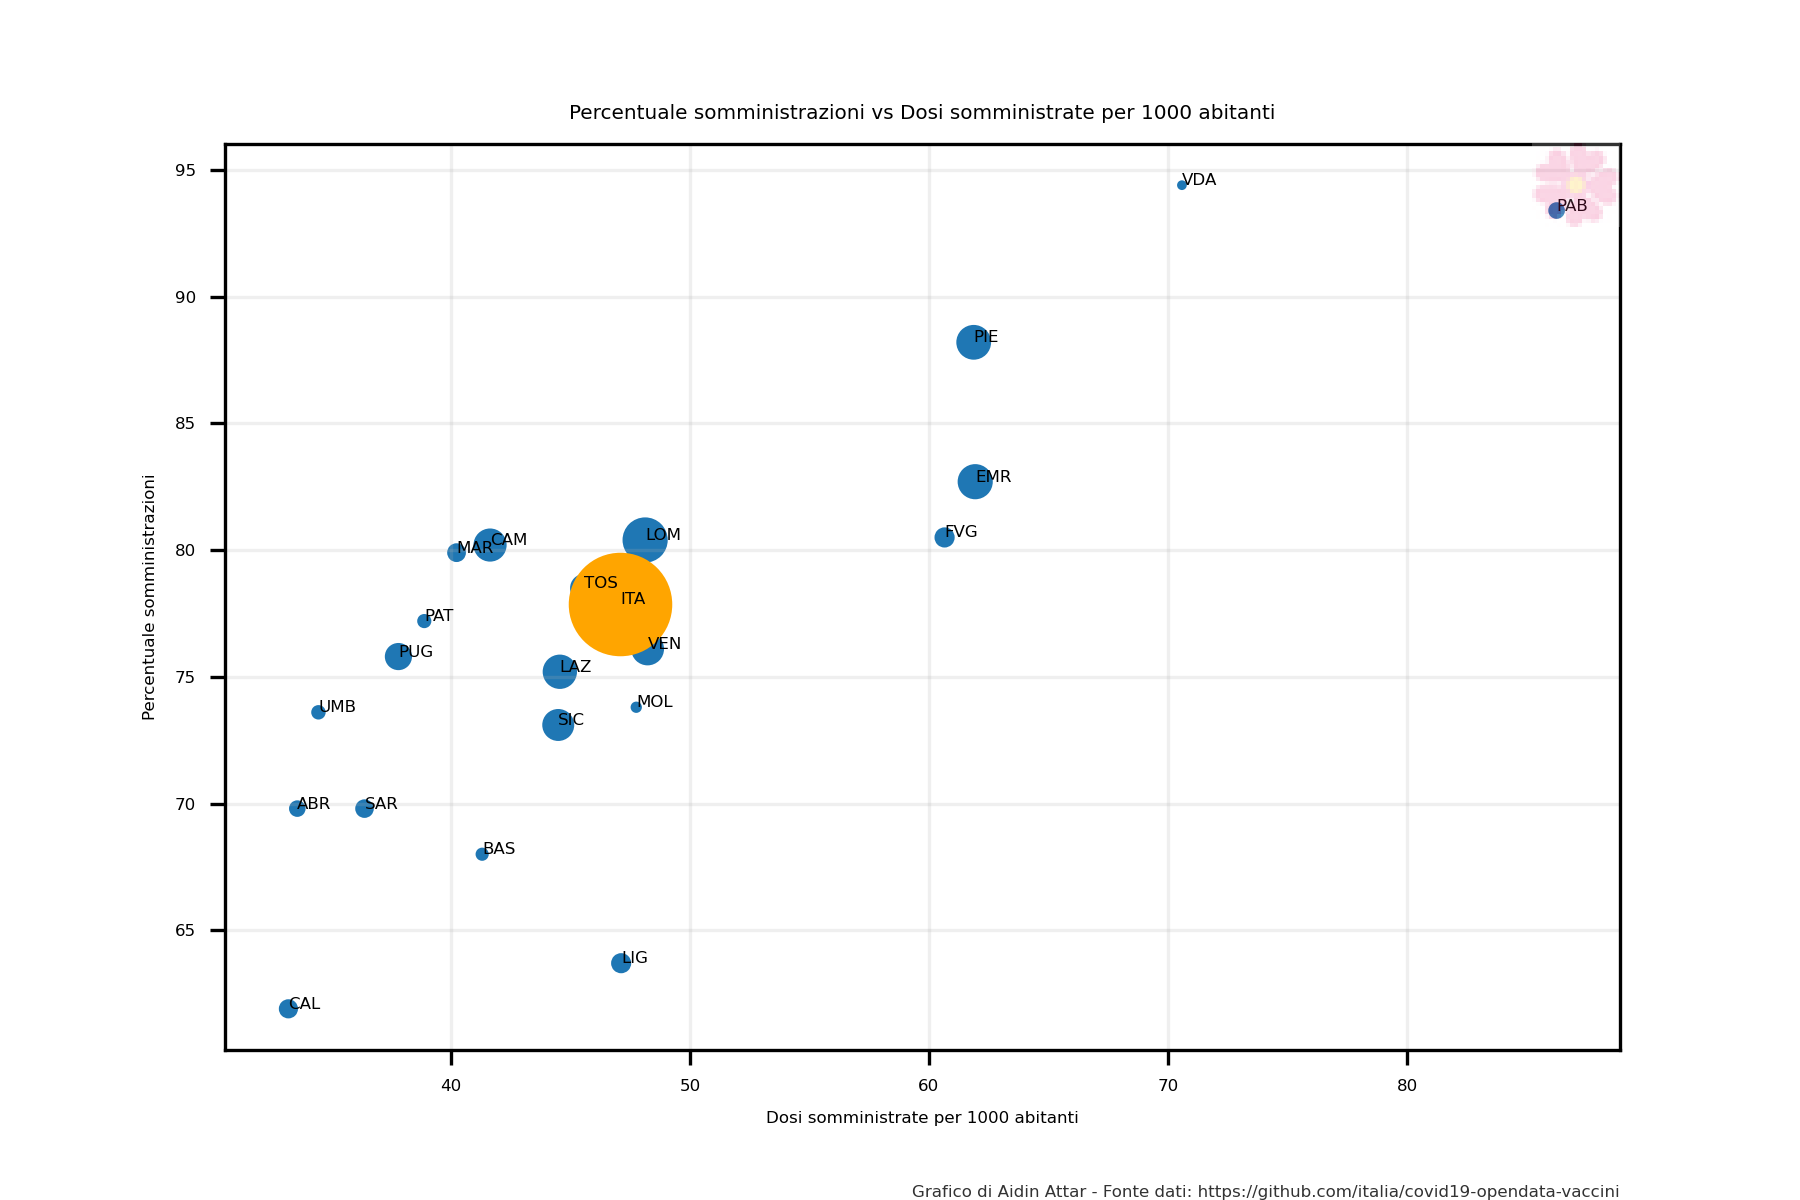 Percentuale somministrazioni vs Dosi somministrate per 1000 abitanti
95
VDA
PAB
90
PIE
85
EMR
FVG
LOM
CAM
MAR
80
TOS
ITA
PAT
VEN
PUG
LAZ
75
MOL
UMB
SIC
ABR
SAR
70
BAS
65
LIG
CAL
Percentuale somministrazioni
40 50 60 70 80
Dosi somministrate per 1000 abitanti
Grafico di Aidin Attar - Fonte dati: https://github.com/italia/covid19-opendata-vaccini